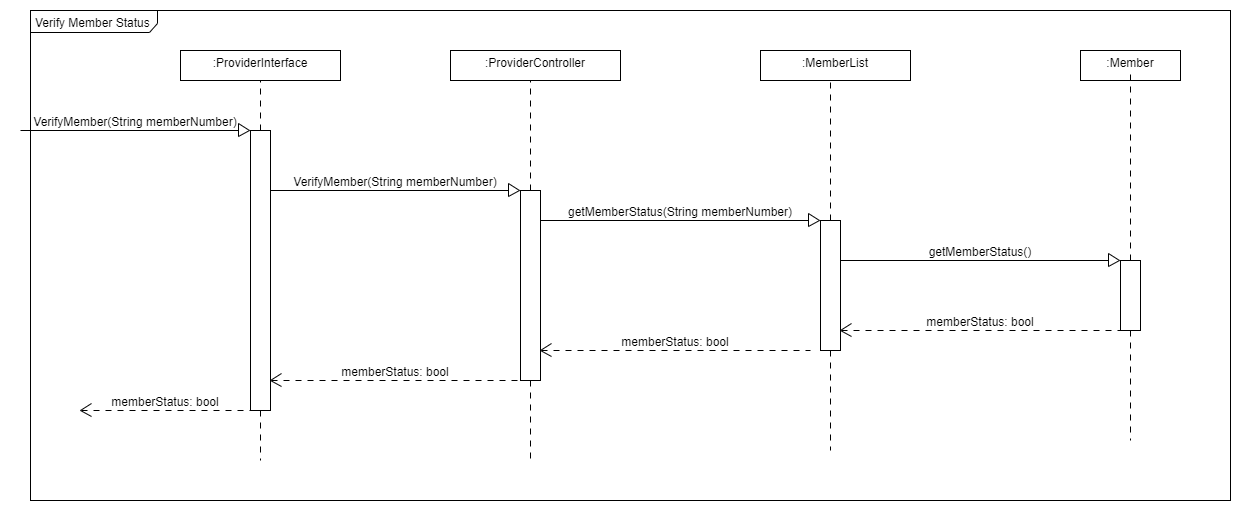 Verify Member Status
:ProviderInterface
:ProviderController
:MemberList
:Member
VerifyMember(String memberNumber)
VerifyMember(String memberNumber)
getMemberStatus(String memberNumber)
getMemberStatus()
memberStatus: bool
memberStatus: bool
memberStatus: bool
memberStatus: bool